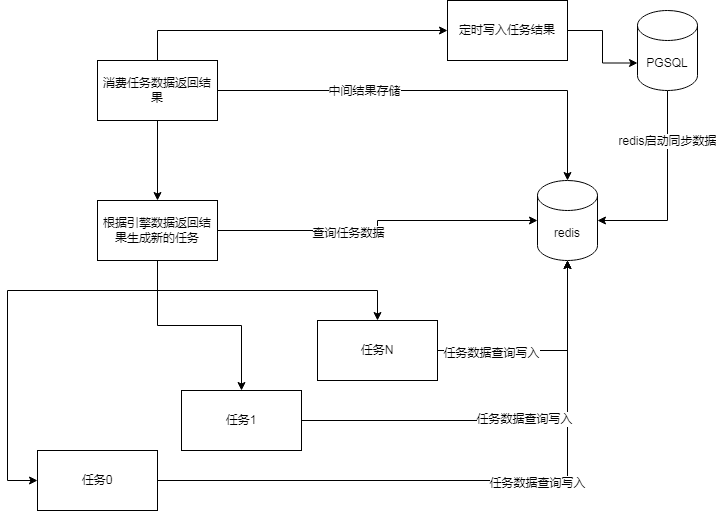 定时写入任务结果
PGSQL
消费任务数据返回结
果
中间结果存储
redis启动同步数据
根据引擎数据返回结
果生成新的任务
查询任务数据
redis
任务N
任务数据查询写入
任务1
任务数据查询写入
任务0
任务数据查询写入